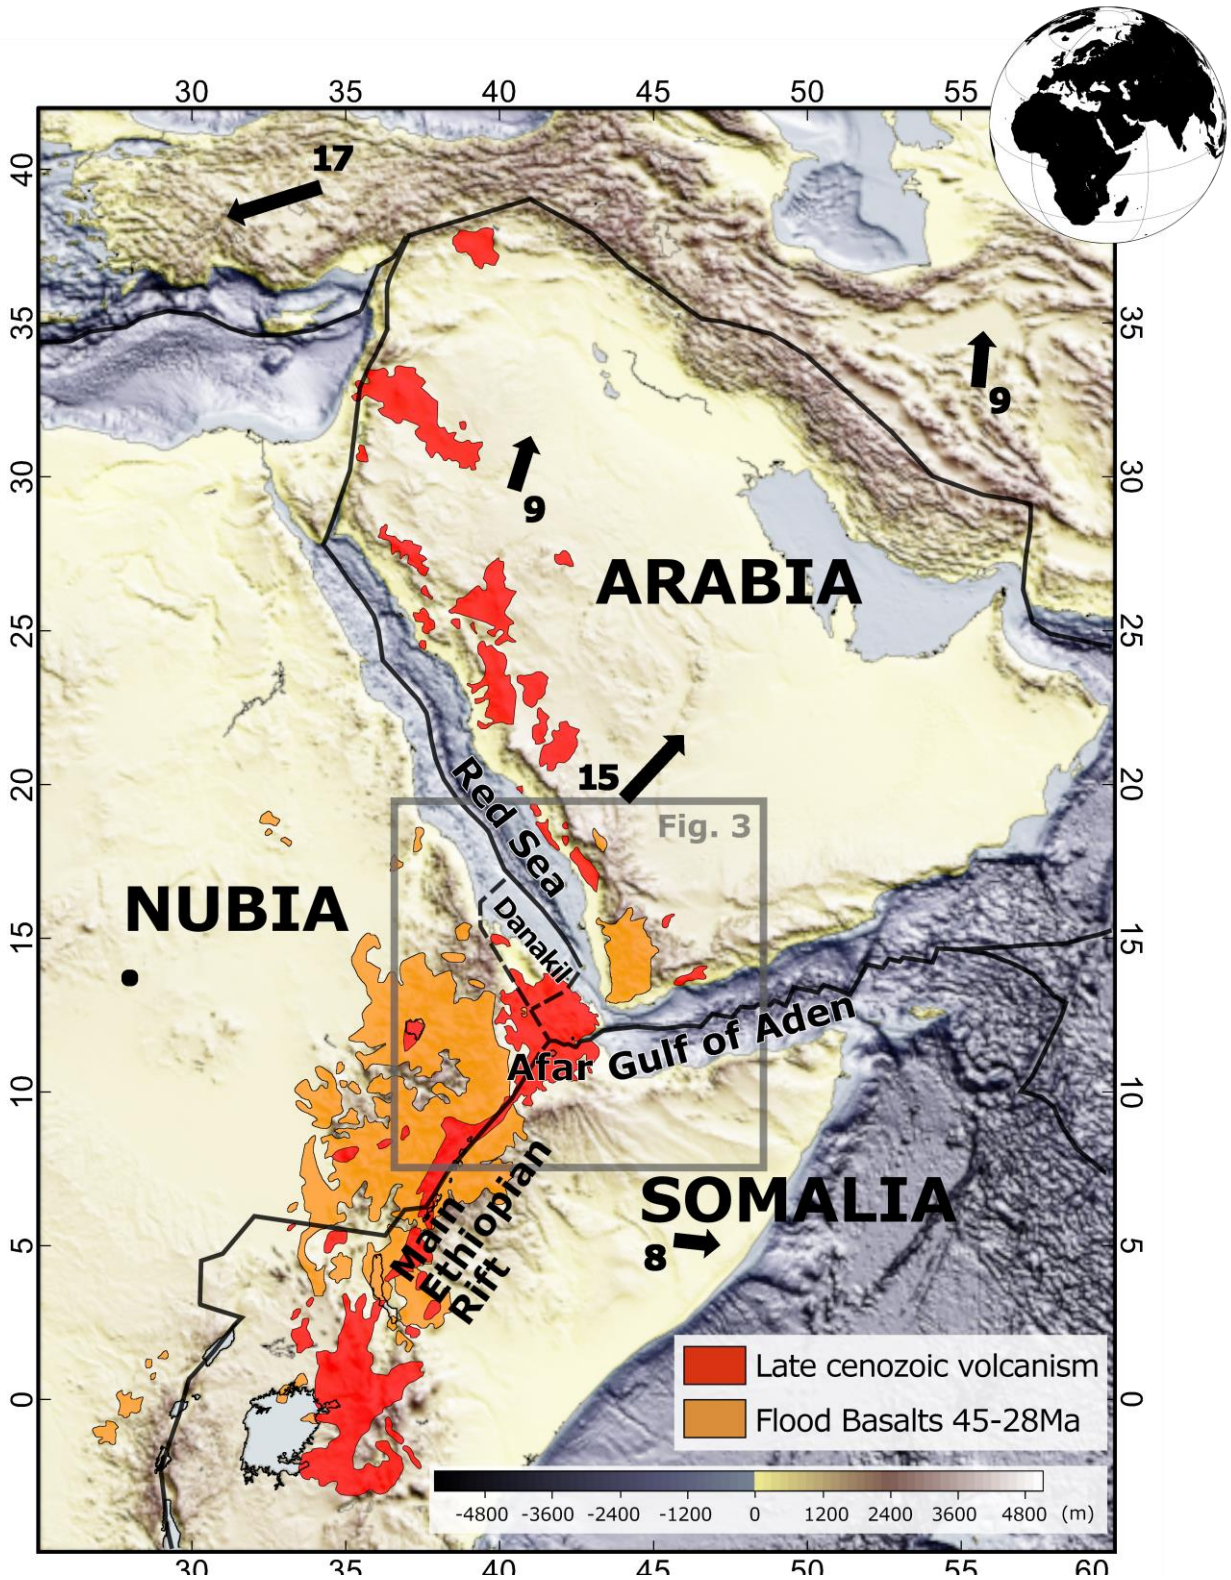 30 35 40 45 50 55
40
17
35
35
9
30
30
9
ARABIA
25
25
15
20
20
Red Sea
Fig. 3
NUBIA
Danakil
15
15
Afar
Gulf of Aden
10
10
Main
Ethiopian
Rift
SOMALIA
8
5
5
Late cenozoic volcanism
0
0
Flood Basalts 45-28Ma
-4800 -3600 -2400 -1200 0 1200 2400 3600 4800 (m)
30 35 40 45 50 55 60